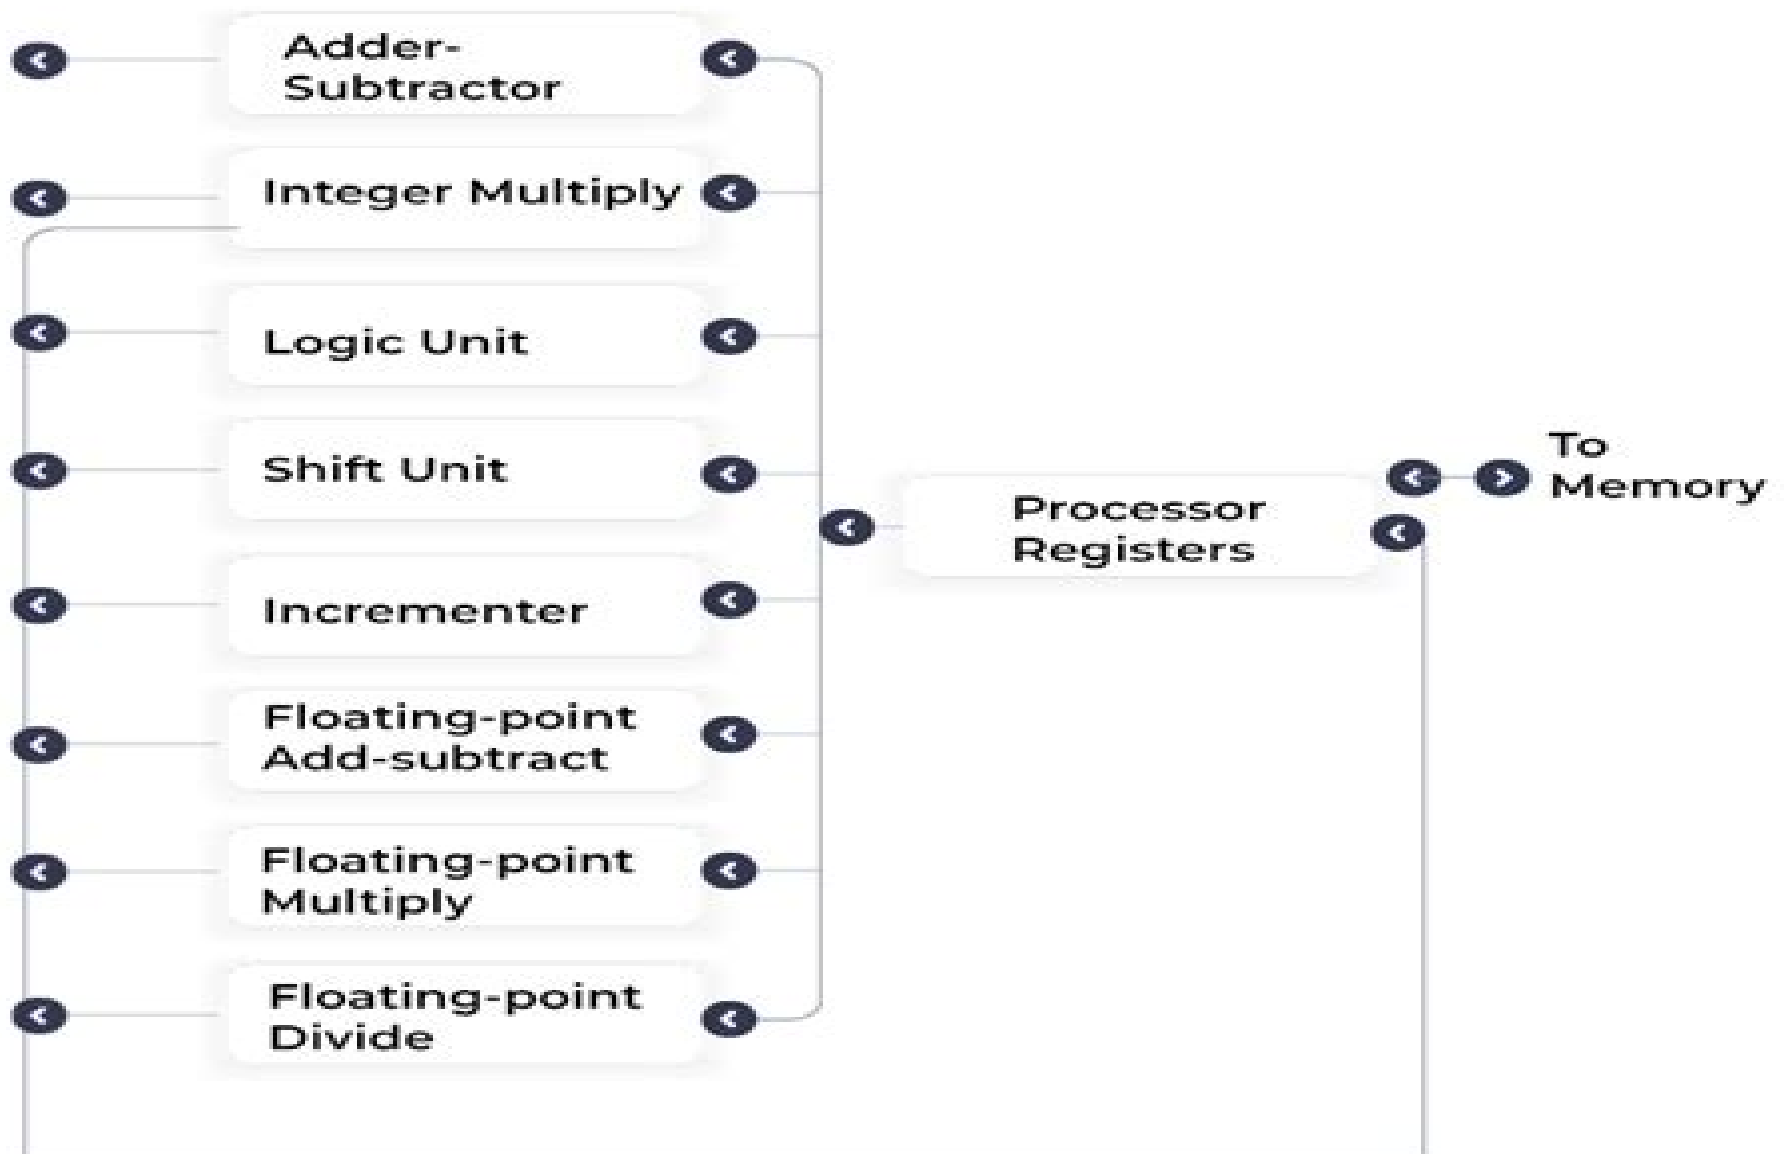 Adder-
Subtractor
Integer Multiply
Logic Unit
Shift Unit
Incrementer
Floating-point
Add-subtract
Floating-point
Multiply
Floating-point
Divide
Processor
Registers
To
Memory